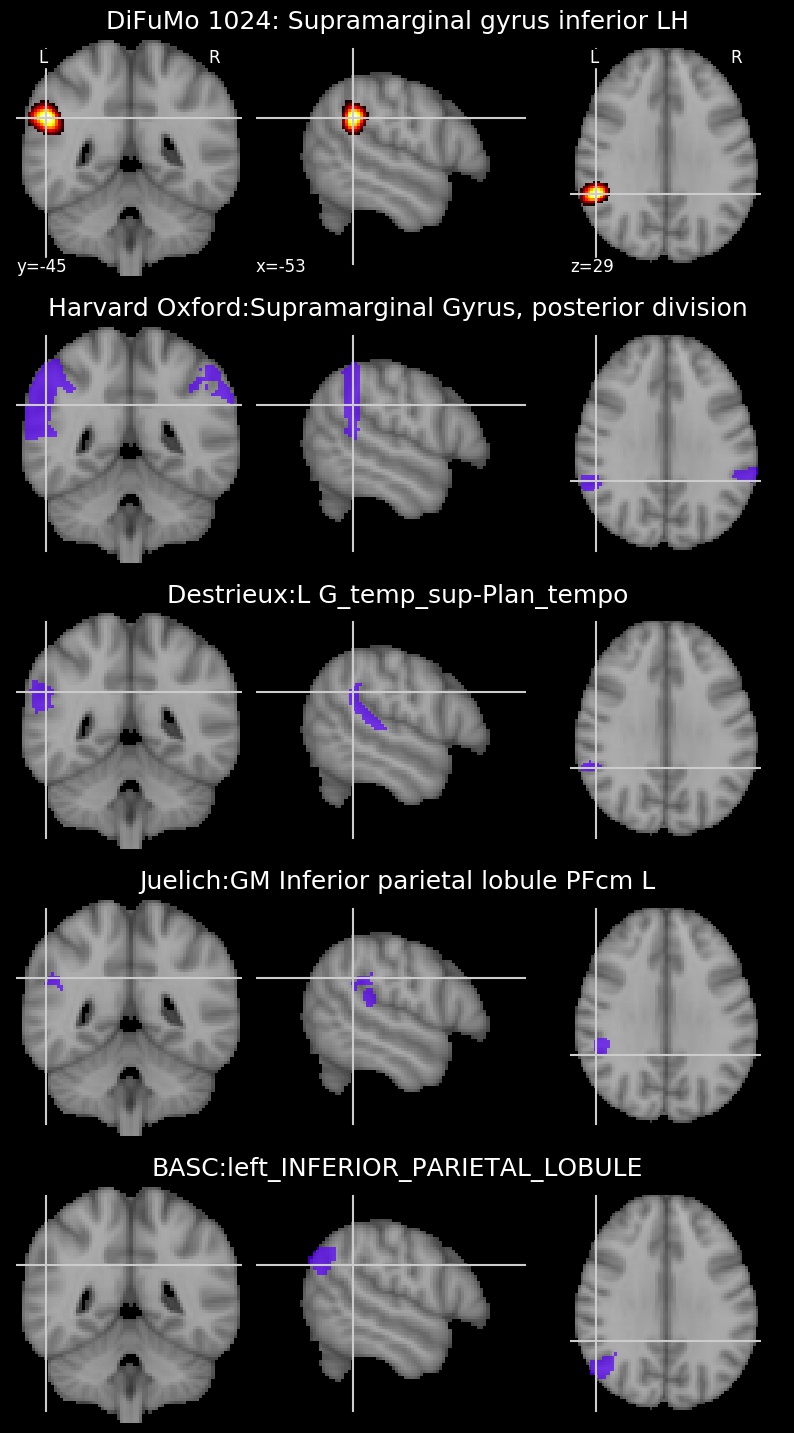 DiFuMo 1024: Supramarginal gyrus inferior LH
L R L R
y=-45 x=-53 z=29
Harvard Oxford:Supramarginal Gyrus, posterior division
Destrieux:L G_temp_sup-Plan_tempo
Juelich:GM Inferior parietal lobule PFcm L
BASC:left_INFERIOR_PARIETAL_LOBULE